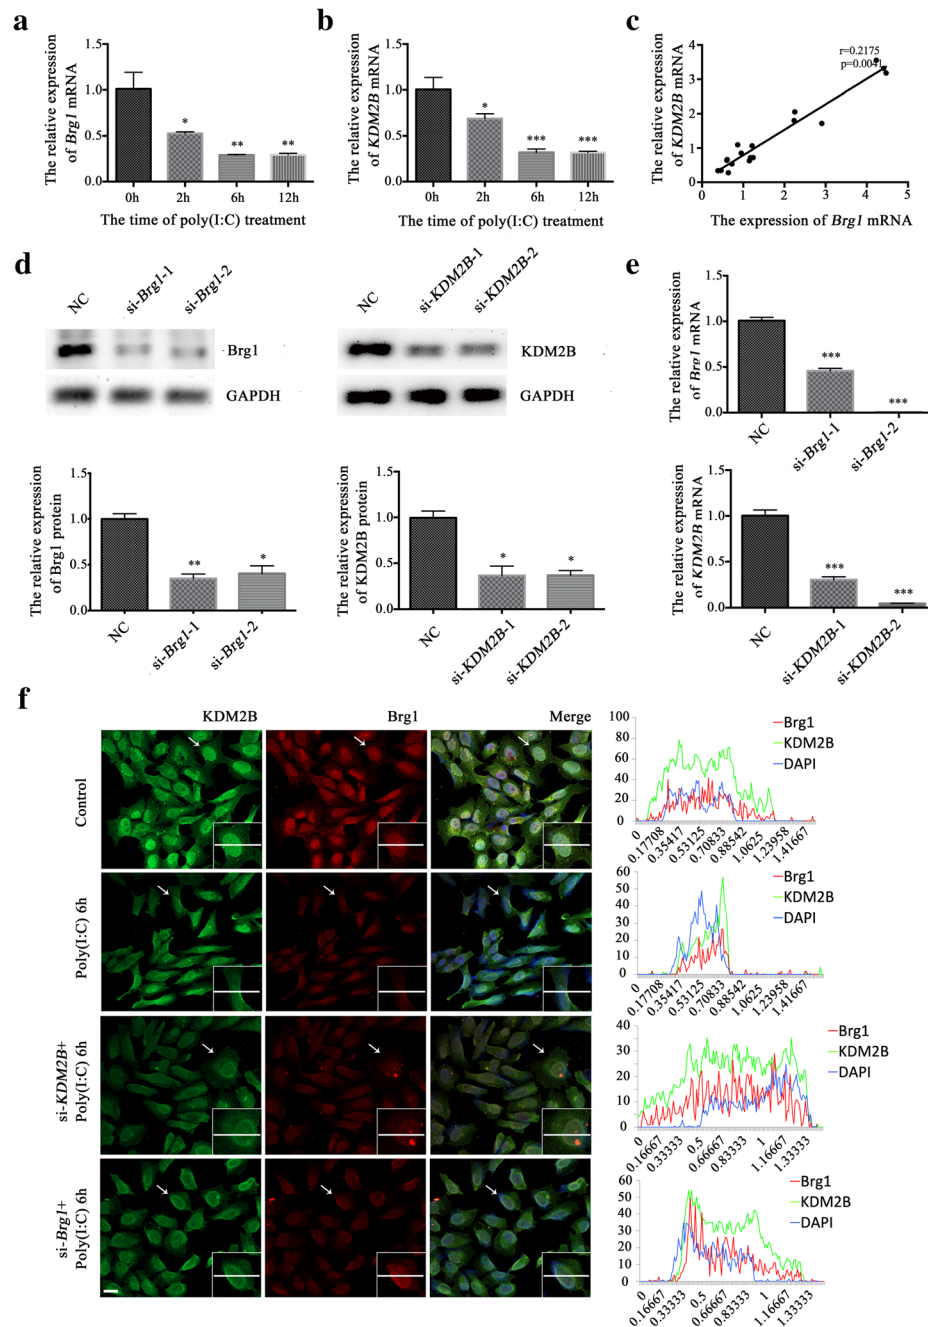 a
The relative expression
of Brg1 mRNA
1.5
1.0
0.5
0.0
*
**
**
0h
2h
6h
12h
The time of poly(I:C) treatment
b
The relative expression
of KDM2B mRNA
1.5
1.0
0.5
0.0
*
***
***
0h
2h
6h
12h
The time of poly(I:C) treatment
c
The relative expression
of KDM2B mRNA
4
3
2
1
0
r=0.2175
p=0.0041
0
1
2
3
4
5
The expression of Brg1 mRNA
d
NC
si-Brg1-1
si-Brg1-2
Brg1
GAPDH
NC
si-KDM2B-1
si-KDM2B-2
KDM2B
GAPDH
The relative expression
of Brg1 protein
1.5
1.0
0.5
0.0
**
*
NC
si-Brg1-1
si-Brg1-2
The relative expression
of KDM2B protein
1.5
1.0
0.5
0.0
*
*
NC
si-KDM2B-1
si-KDM2B-2
e
The relative expression
of Brg1 mRNA
1.5
1.0
0.5
0.0
***
***
NC
si-Brg1-1
si-Brg1-2
The relative expression
of KDM2B mRNA
1.5
1.0
0.5
0.0
***
***
NC
si-KDM2B-1
si-KDM2B-2
f
KDM2B
Brg1
Merge
Control
100
80
60
40
20
0
Brg1
KDM2B
DAPI
0
0.17708
0.35417
0.53125
0.70833
0.88542
1.0625
1.23958
1.41667
Poly(I:C) 6h
60
50
40
30
20
10
0
Brg1
KDM2B
DAPI
0
0.17708
0.35417
0.53125
0.70833
0.88542
1.0625
1.23958
1.41667
si-KDM2B+
Poly(I:C) 6h
40
30
20
10
0
Brg1
KDM2B
DAPI
0
0.16667
0.33333
0.5
0.66667
0.83333
1
1.16667
1.33333
si-Brg1+
Poly(I:C) 6h
60
50
40
30
20
10
0
Brg1
KDM2B
DAPI
0
0.16667
0.33333
0.5
0.66667
0.83333
1
1.16667
1.33333